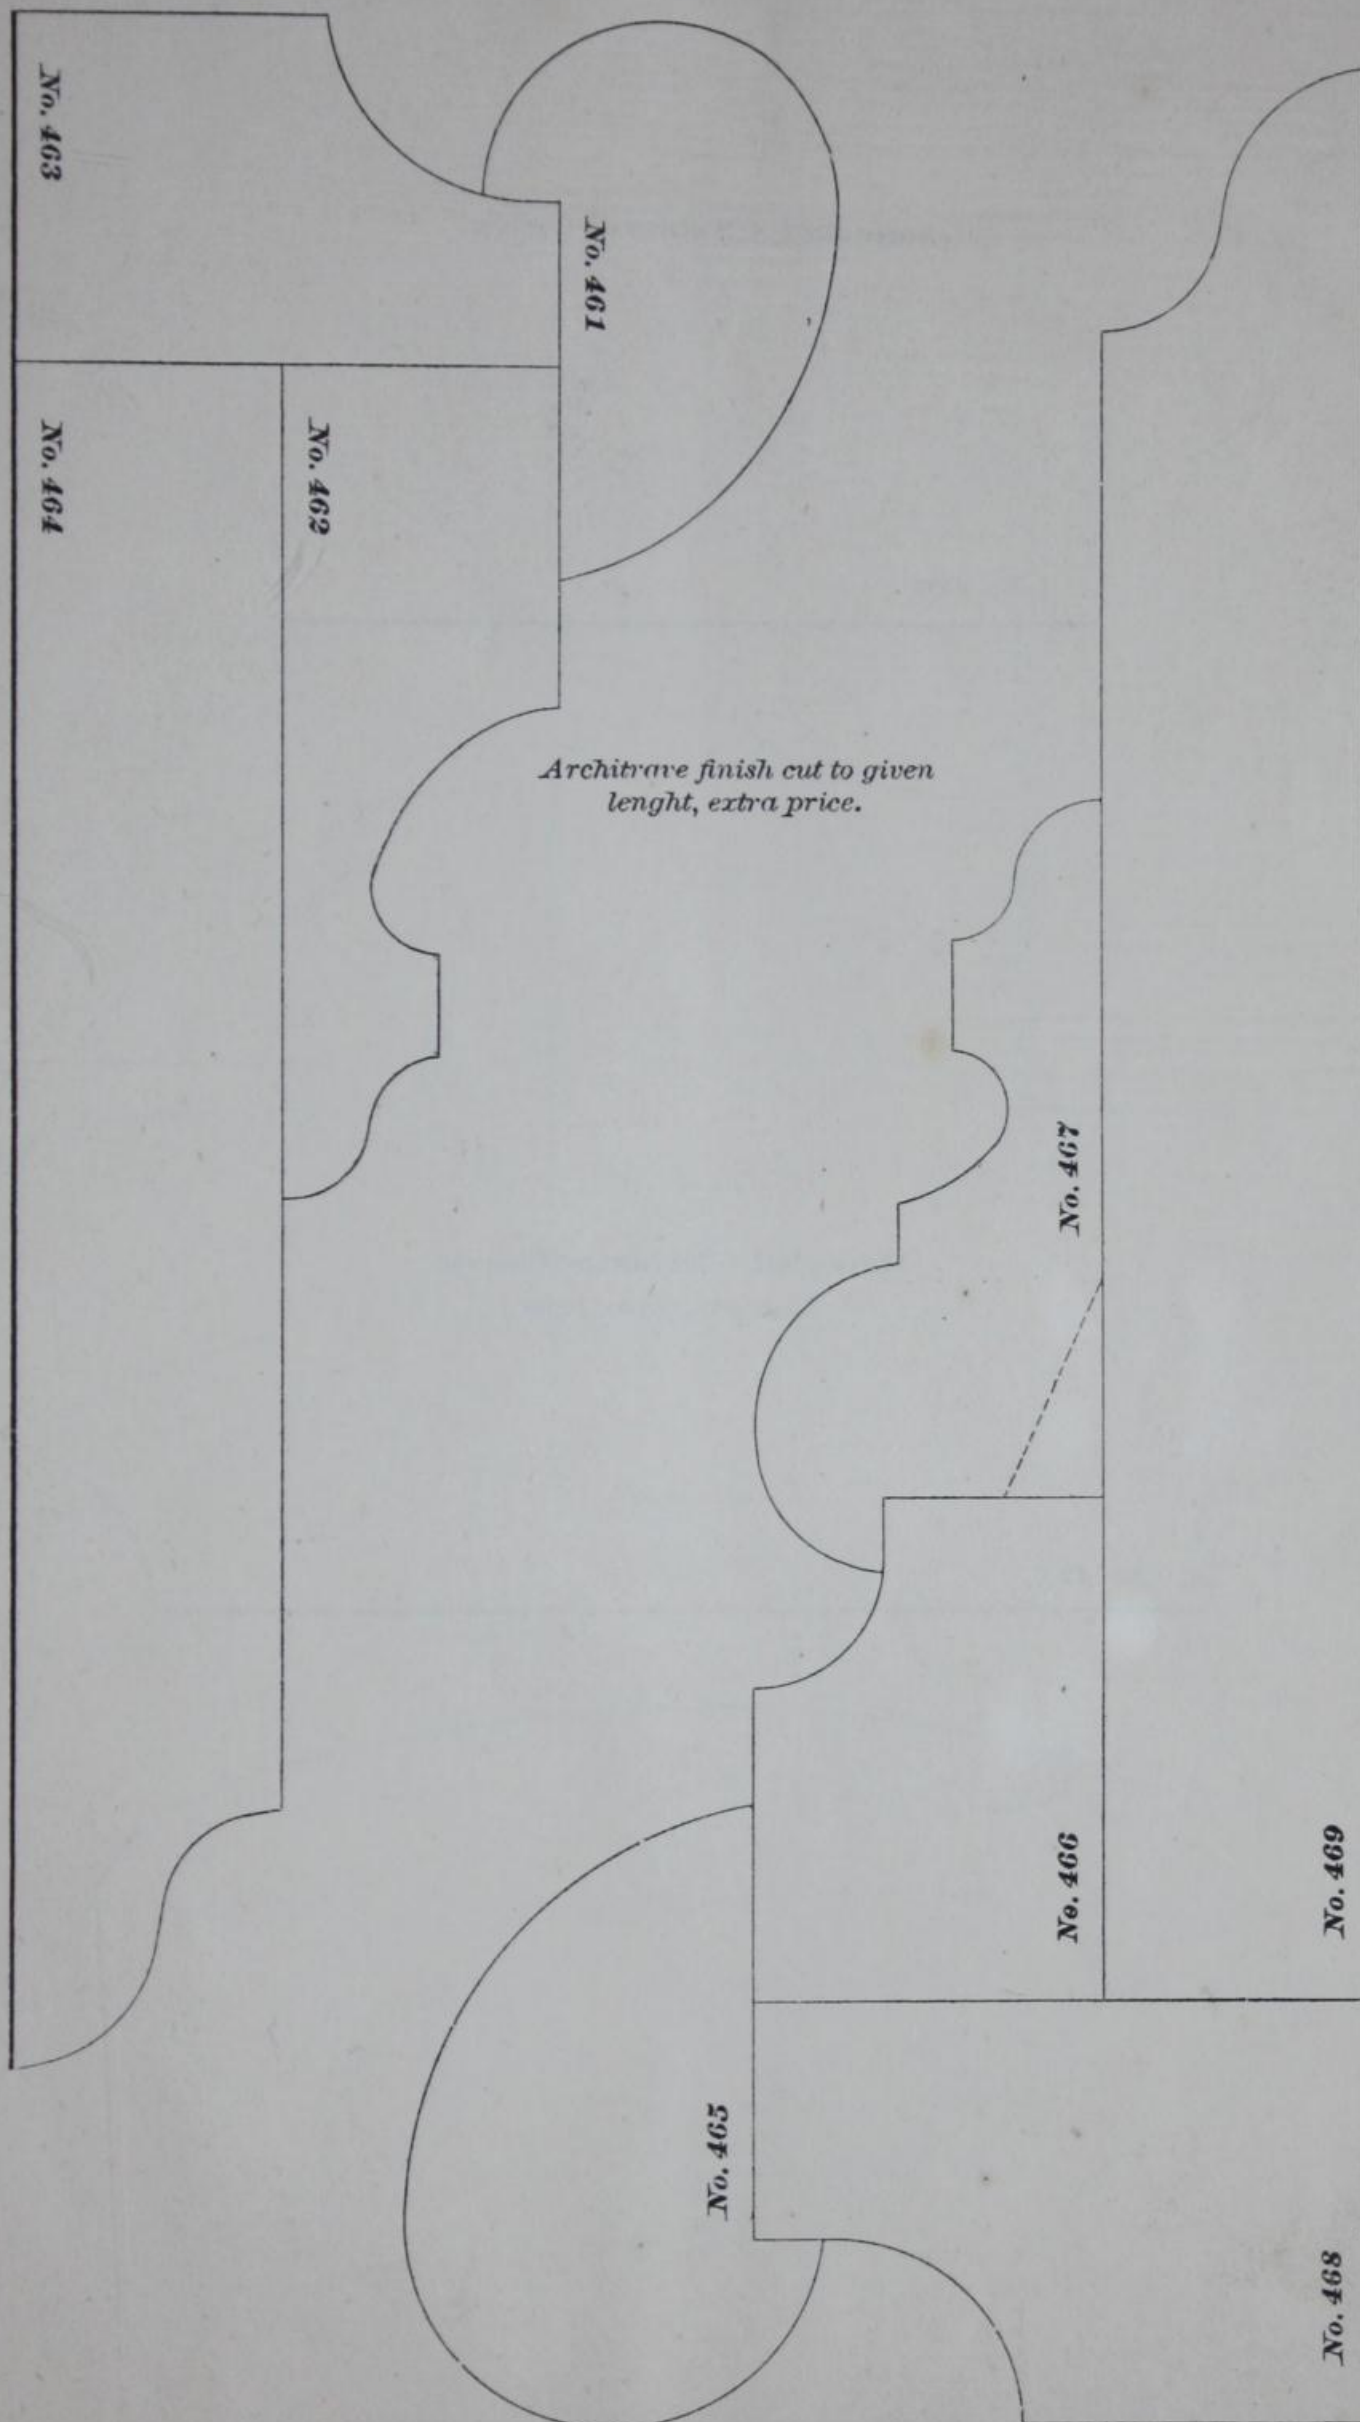 No. 463
No. 461
No. 464
No. 462
Architrave finish cut to given
lenght, extra price.
No. 467
No. 466
No. 469
No. 465
No. 468